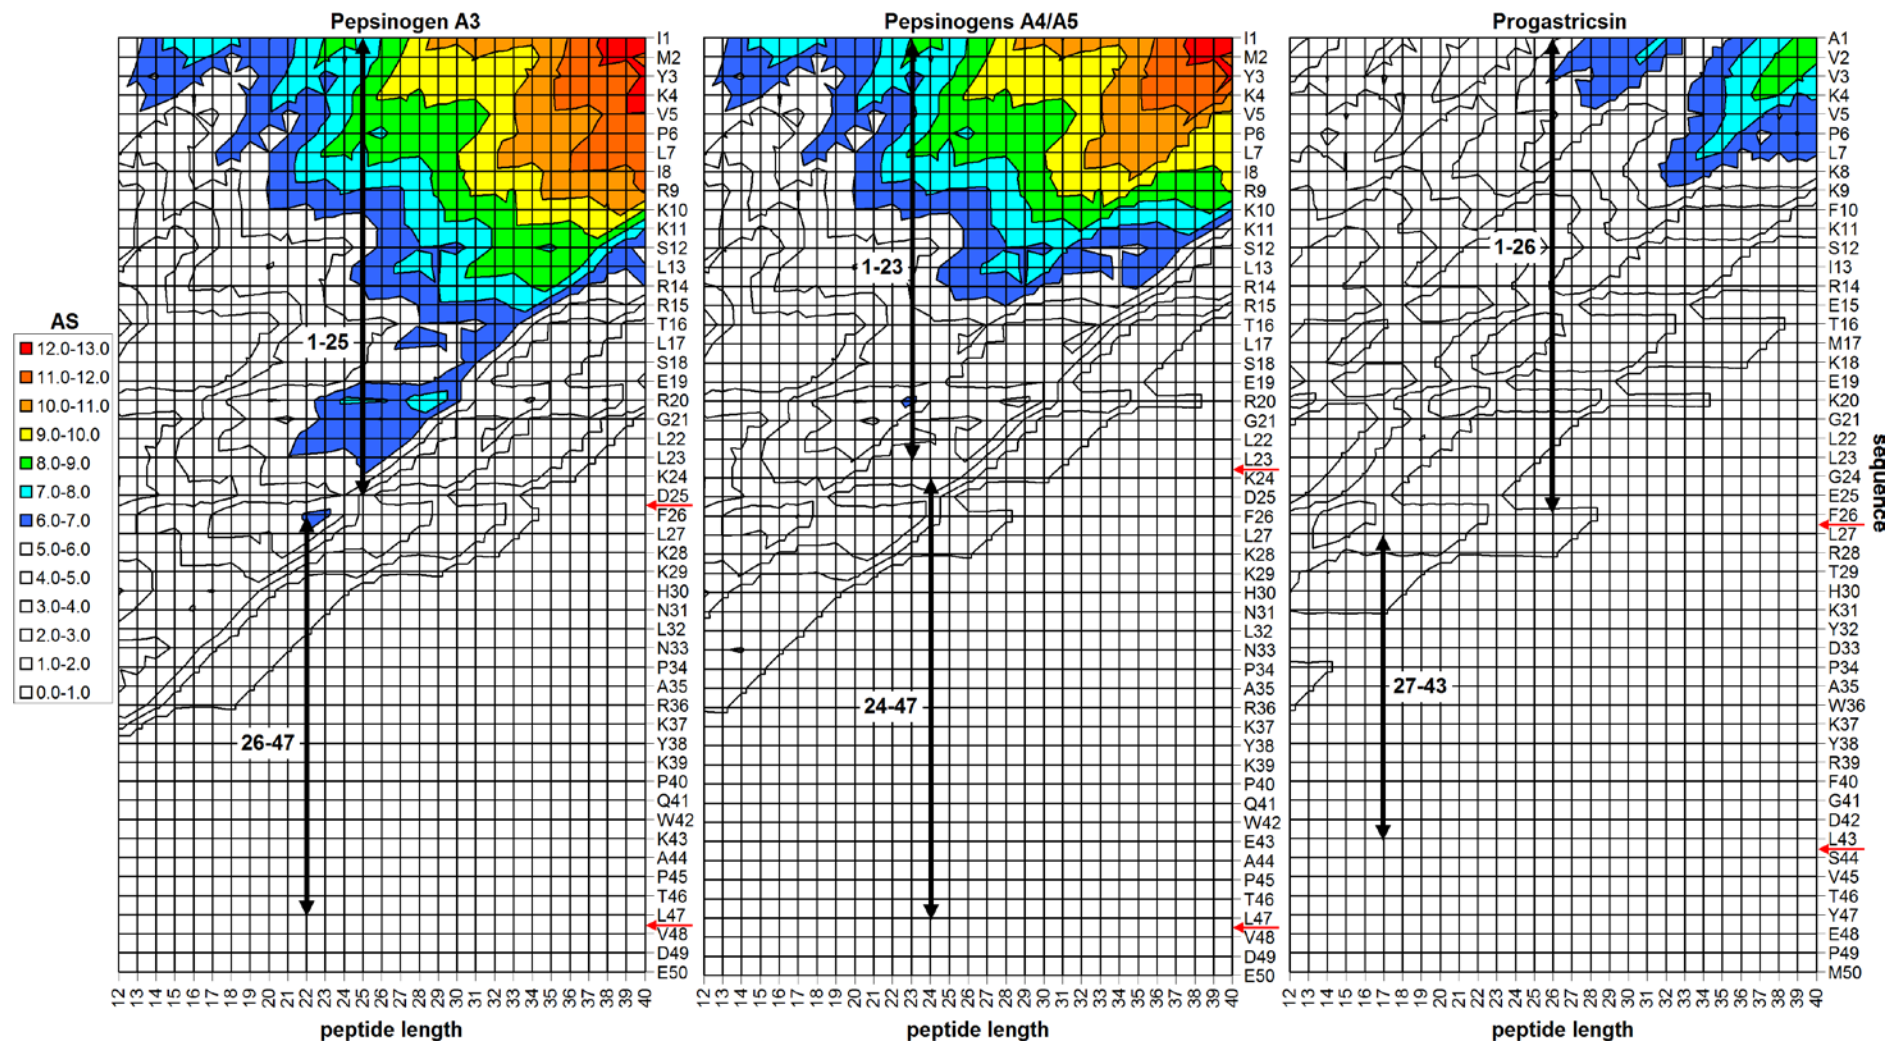 Pepsinogen A3
Pepsinogens A4/A5
Progastricsin
AS
12.0-13.0
11.0-12.0
10.0-11.0
9.0-10.0
8.0-9.0
7.0-8.0
6.0-7.0
5.0-6.0
4.0-5.0
3.0-4.0
2.0-3.0
1.0-2.0
0.0-1.0
1-25
26-47
I1
M2
Y3
K4
V5
P6
L7
I8
R9
K10
K11
S12
L13
R14
R15
T16
L17
S18
E19
R20
G21
L22
L23
K24
D25
F26
L27
K28
K29
H30
N31
L32
N33
P34
A35
R36
K37
Y38
K39
P40
Q41
W42
K43
A44
P45
T46
L47
V48
D49
E50
12 13 14 15 16 17 18 19 20 21 22 23 24 25 26 27 28 29 30 31 32 33 34 35 36 37 38 39 40
peptide length
1-23
24-47
I1
M2
Y3
K4
V5
P6
L7
I8
R9
K10
K11
S12
L13
R14
R15
T16
L17
S18
E19
R20
G21
L22
L23
K24
D25
F26
L27
K28
K29
H30
N31
L32
N33
P34
A35
R36
K37
Y38
K39
P40
Q41
W42
E43
A44
P45
T46
L47
V48
D49
E50
12 13 14 15 16 17 18 19 20 21 22 23 24 25 26 27 28 29 30 31 32 33 34 35 36 37 38 39 40
peptide length
1-26
27-43
A1
V2
V3
K4
V5
P6
L7
K8
K9
F10
K11
S12
I13
R14
E15
T16
M17
K18
E19
K20
G21
L22
L23
G24
E25
F26
L27
R28
T29
H30
K31
Y32
D33
P34
A35
W36
K37
Y38
R39
F40
G41
D42
L43
S44
V45
T46
Y47
E48
P49
M50
12 13 14 15 16 17 18 19 20 21 22 23 24 25 26 27 28 29 30 31 32 33 34 35 36 37 38 39 40
peptide length
sequence